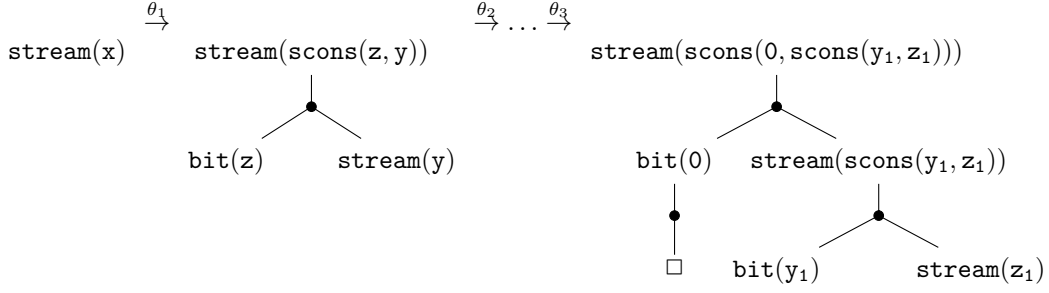 θ₁ → θ₂ → … θ₃ →
stream(x) stream(scons(z, y)) stream(scons(0, scons(y₁, z₁)))
bit(z) stream(y) bit(0) stream(scons(y₁, z₁))
□ bit(y₁) stream(z₁)